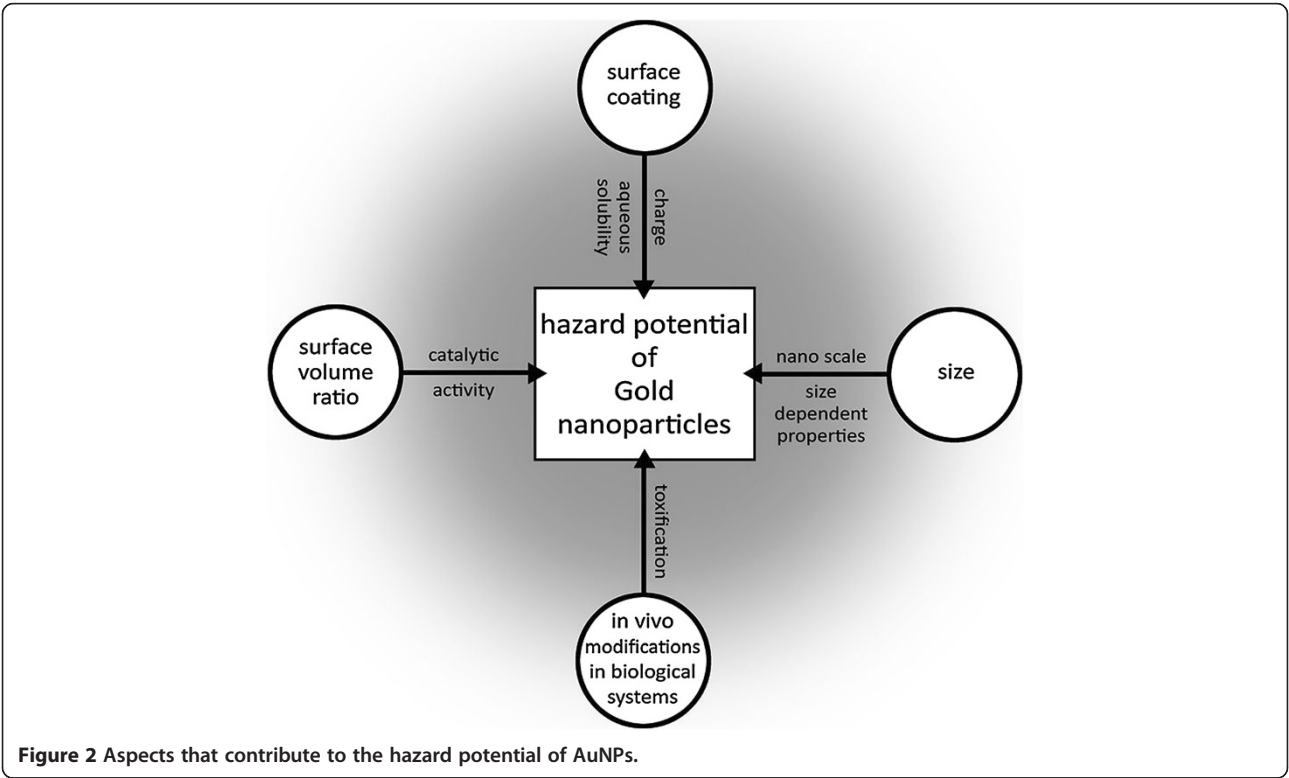 surface
coating
aqueous
solubility
charge
surface
volume
ratio
catalytic
activity
hazard potential
of
Gold
nanoparticles
nano scale
size
dependent
properties
size
toxification
in vivo
modifications
in biological
systems
Figure 2 Aspects that contribute to the hazard potential of AuNPs.